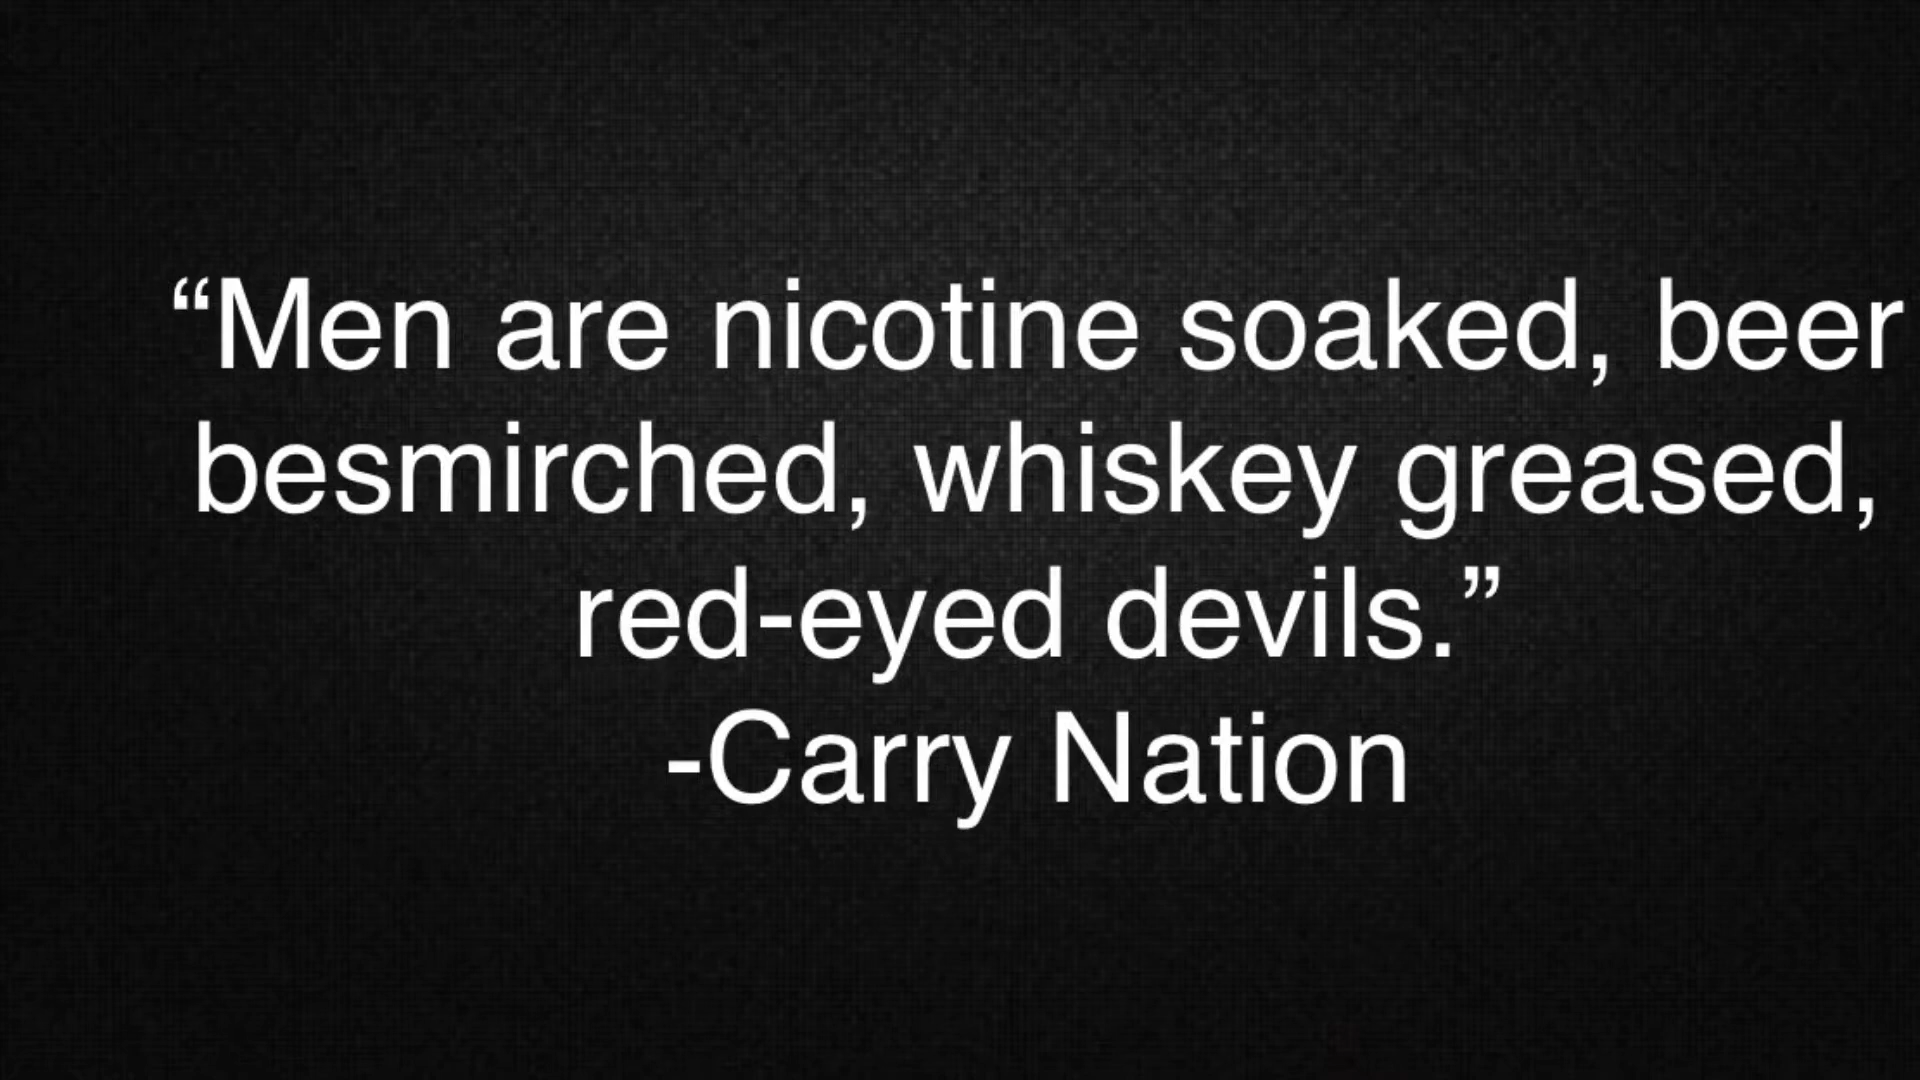 “Men are nicotine soaked, beer
besmirched, whiskey greased,
red-eyed devils.”
-Carry Nation